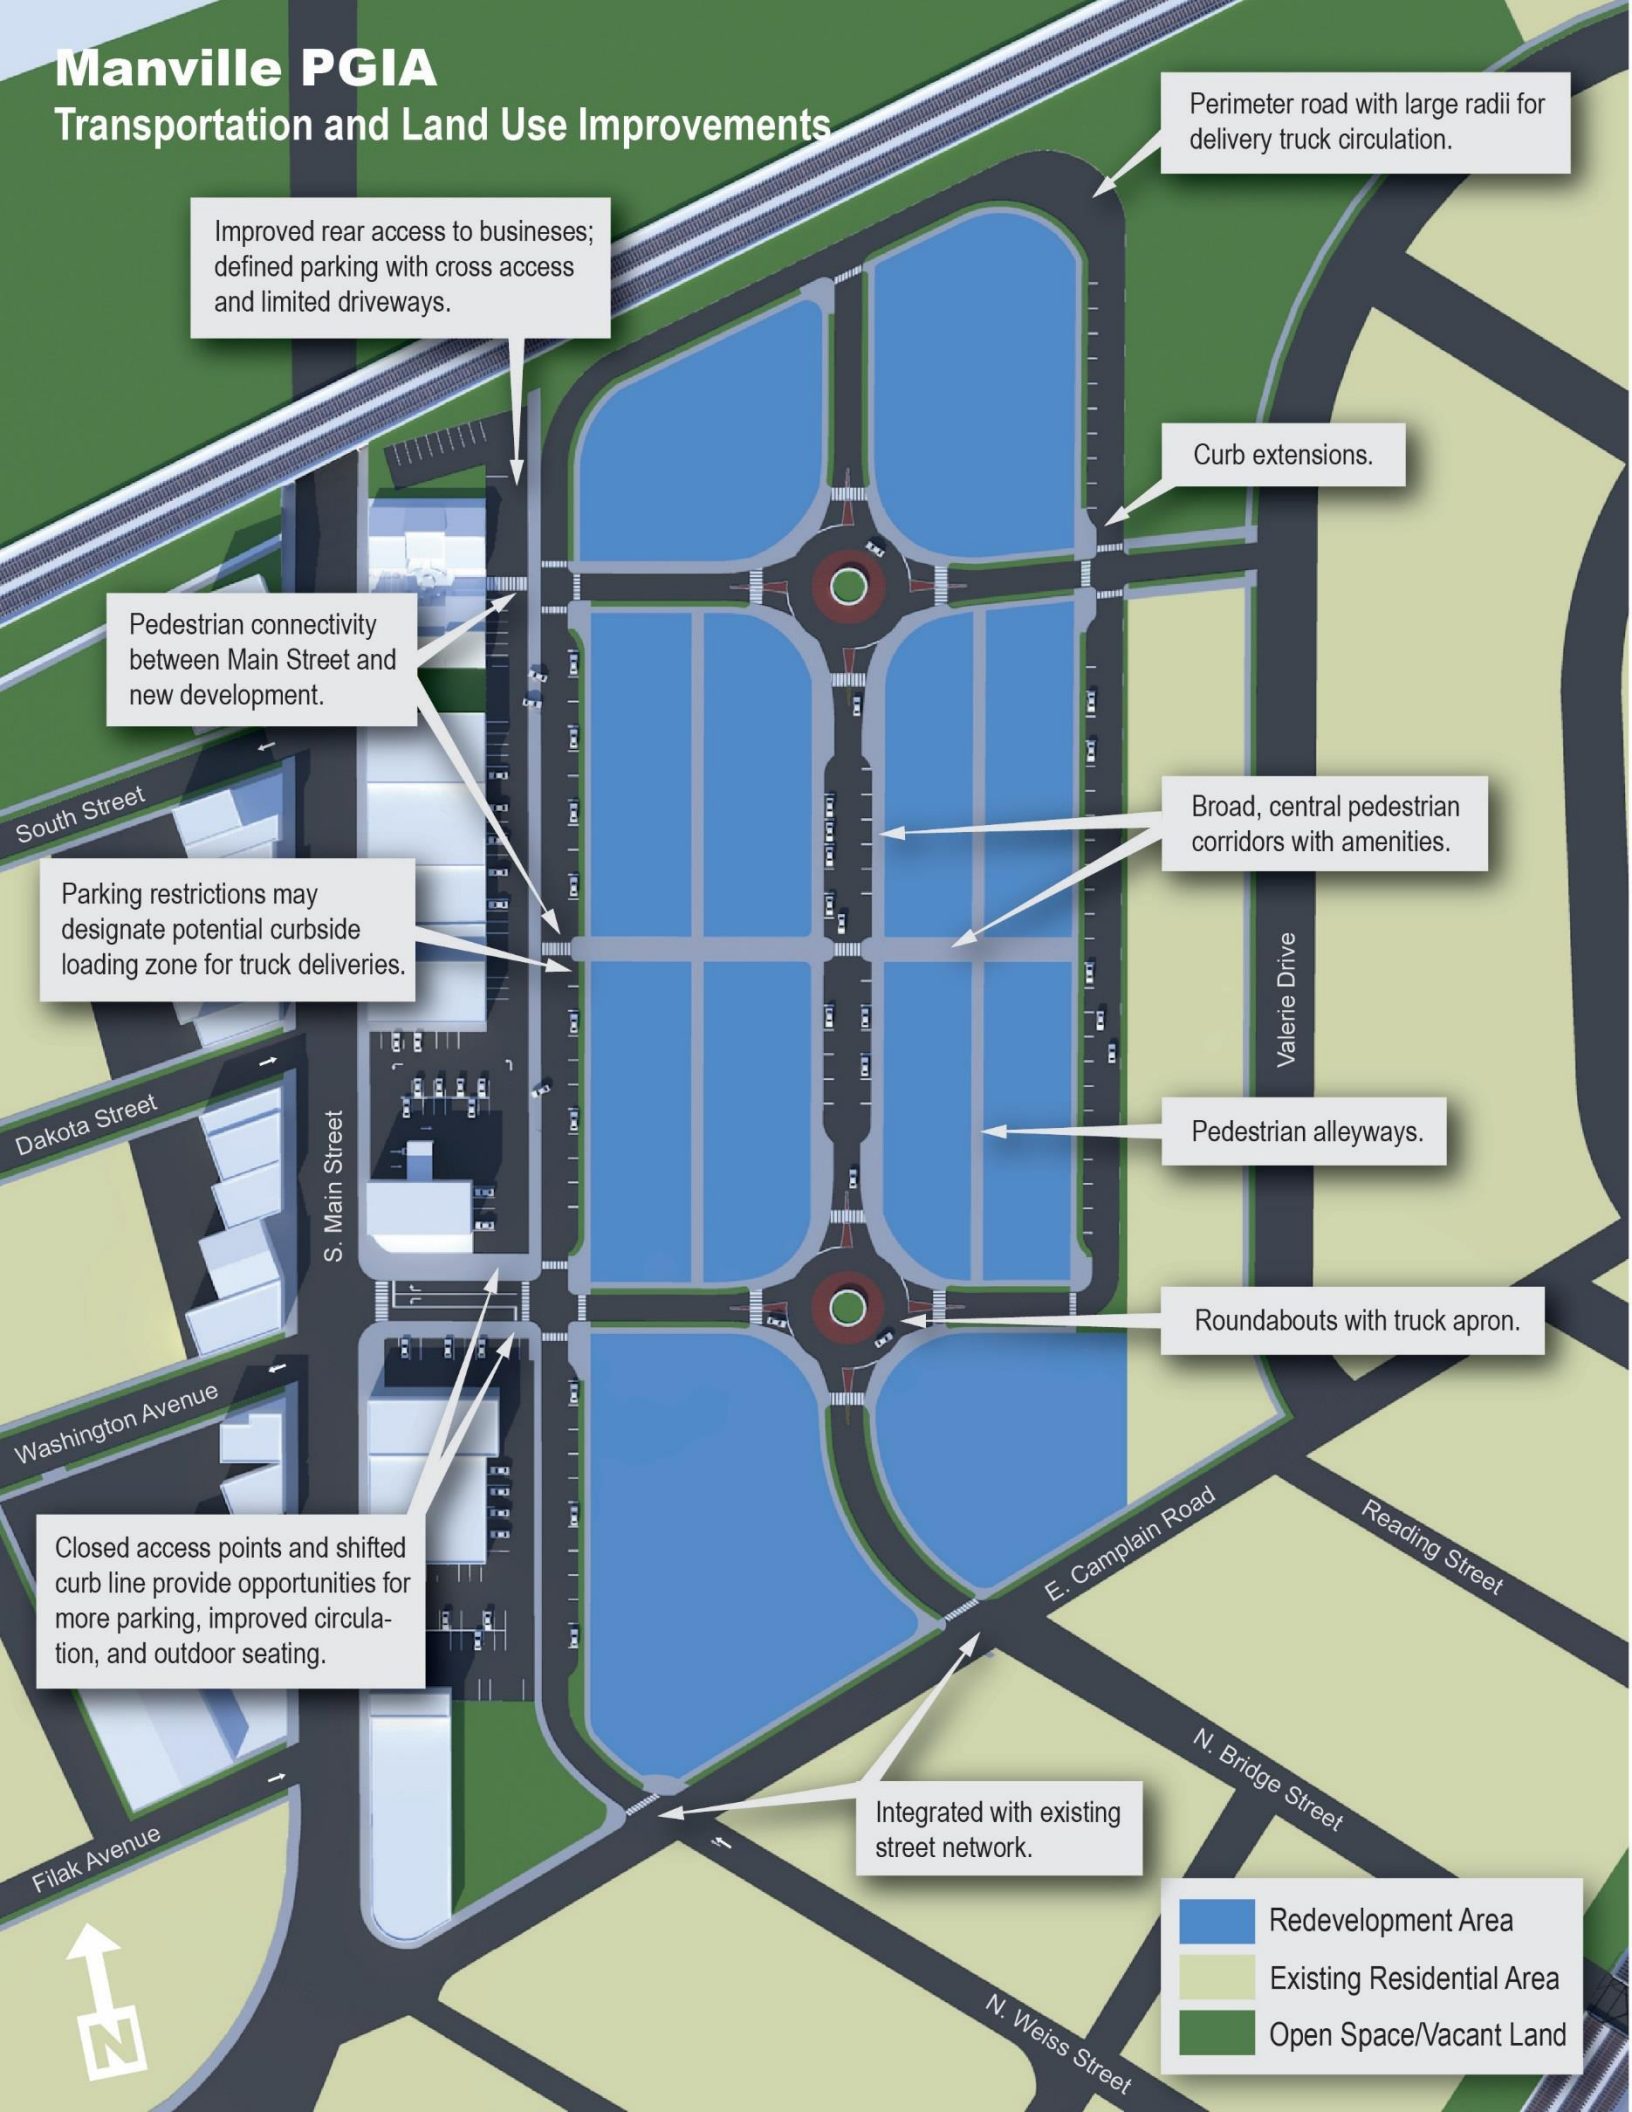 Manville PGIA
Transportation and Land Use Improvements
Perimeter road with large radii for
delivery truck circulation.
Improved rear access to busineses;
defined parking with cross access
and limited driveways.
Curb extensions.
Pedestrian connectivity
between Main Street and
new development.
South Street
Broad, central pedestrian
corridors with amenities.
Parking restrictions may
designate potential curbside
loading zone for truck deliveries.
Valerie Drive
Dakota Street
S. Main Street
Pedestrian alleyways.
Roundabouts with truck apron.
Washington Avenue
E. Camplain Road
Reading Street
Closed access points and shifted
curb line provide opportunities for
more parking, improved circula-
tion, and outdoor seating.
N. Bridge Street
Integrated with existing
street network.
Filak Avenue
N. Weiss Street
N
Redevelopment Area
Existing Residential Area
Open Space/Vacant Land